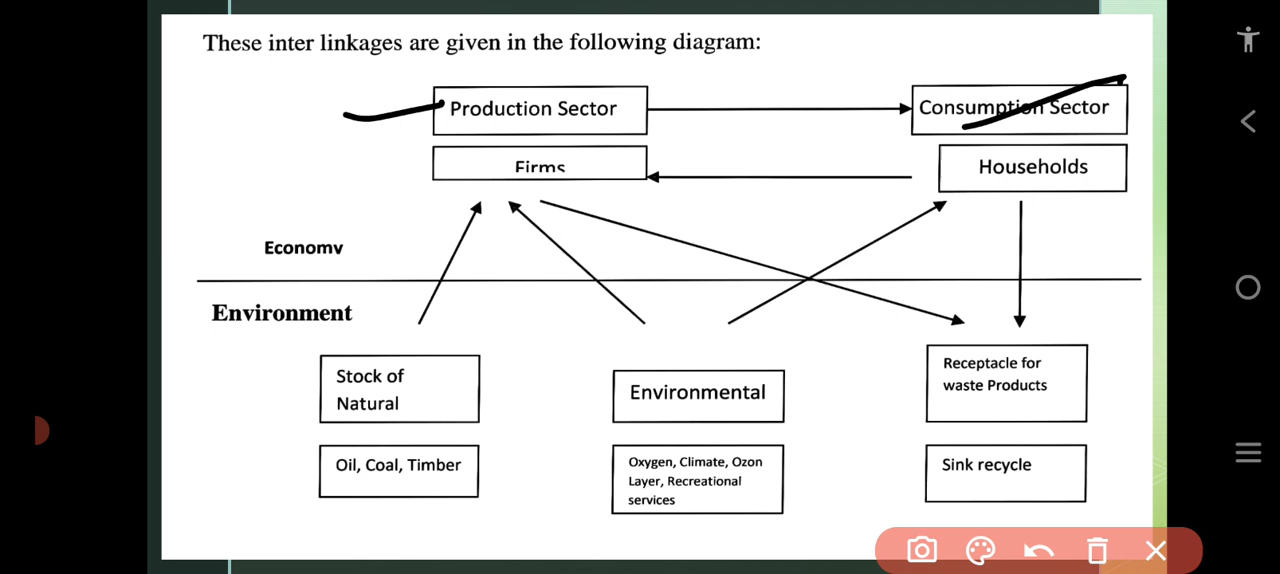 These inter linkages are given in the following diagram:
Production Sector
Consumption Sector
Firms
Households
Economy
Environment
Stock of
Natural
Environmental
Receptacle for
waste Products
Oil, Coal, Timber
Oxygen, Climate, Ozon
Layer, Recreational
services
Sink recycle